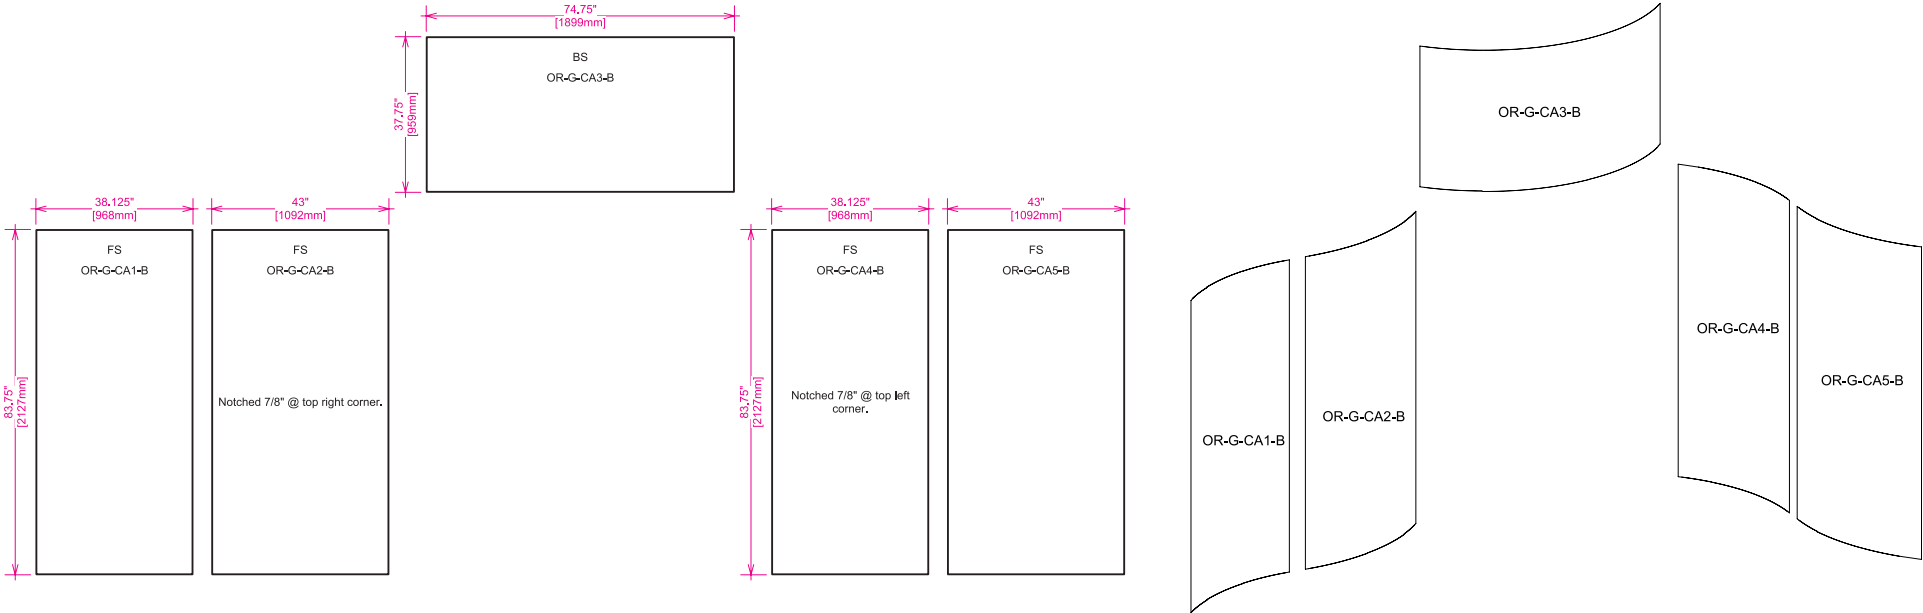 74.75"
[1899mm]
37.75"
[959mm]
BS
OR-G-CA3-B
38.125"
[968mm]
43"
[1092mm]
83.75"
[2127mm]
FS
OR-G-CA1-B
FS
OR-G-CA2-B
Notched 7/8" @ top right corner.
38.125"
[968mm]
43"
[1092mm]
83.75"
[2127mm]
FS
OR-G-CA4-B
Notched 7/8" @ top left
corner.
FS
OR-G-CA5-B
OR-G-CA3-B
OR-G-CA1-B
OR-G-CA2-B
OR-G-CA4-B
OR-G-CA5-B